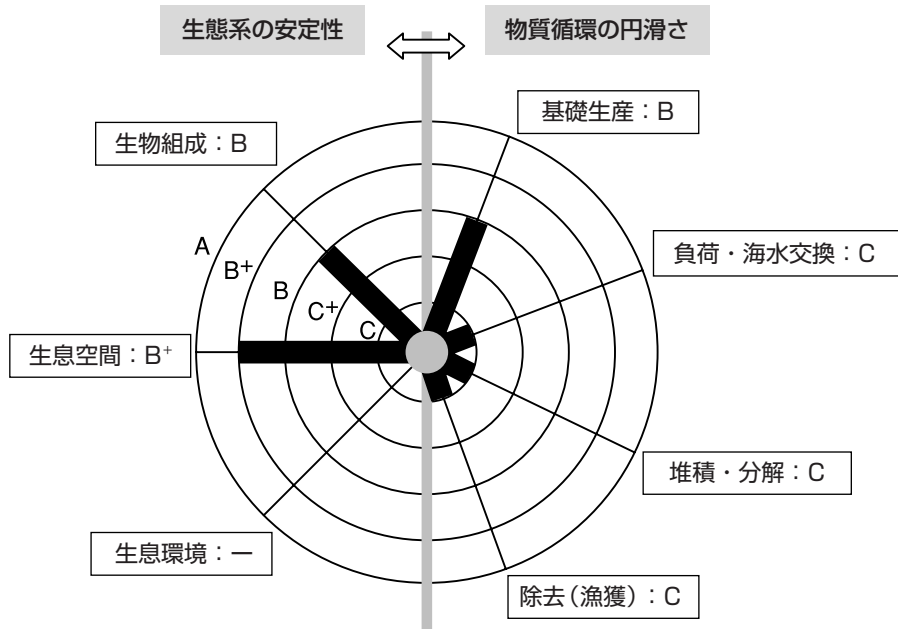 生態系の安定性
物質循環の円滑さ
基礎生産：B
生物組成：B
負荷・海水交換：C
A
B+
B
C+
C
生息空間：B+
堆積・分解：C
生息環境：ー
除去（漁獲）：C